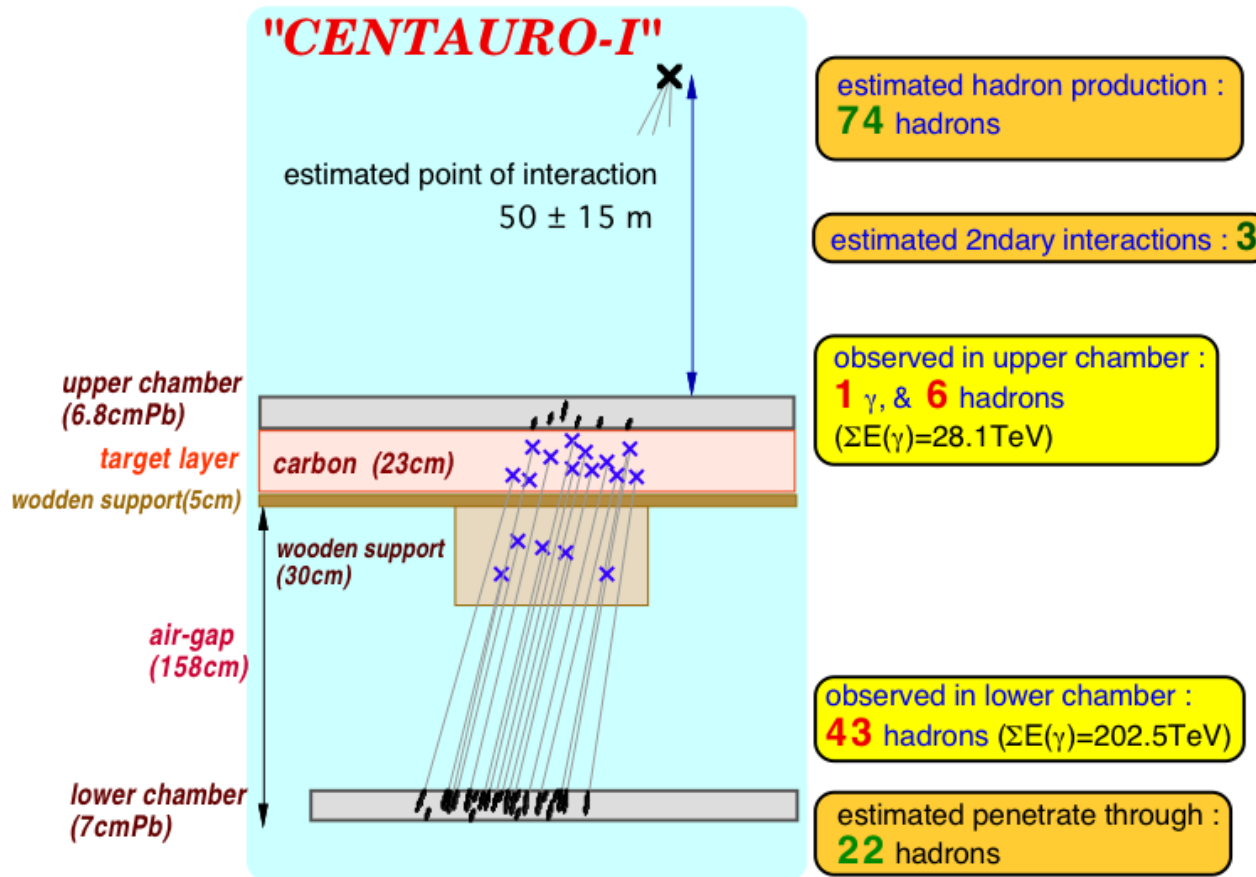 "CENTAURO-I"
estimated hadron production :
74 hadrons
estimated point of interaction
50 ± 15 m
estimated 2ndary interactions : 3
observed in upper chamber :
1 γ, & 6 hadrons
(ΣE(γ)=28.1TeV)
upper chamber
(6.8cmPb)
target layer
carbon (23cm)
wodden support(5cm)
wooden support
(30cm)
air-gap
(158cm)
observed in lower chamber :
43 hadrons (ΣE(γ)=202.5TeV)
lower chamber
(7cmPb)
estimated penetrate through :
22 hadrons